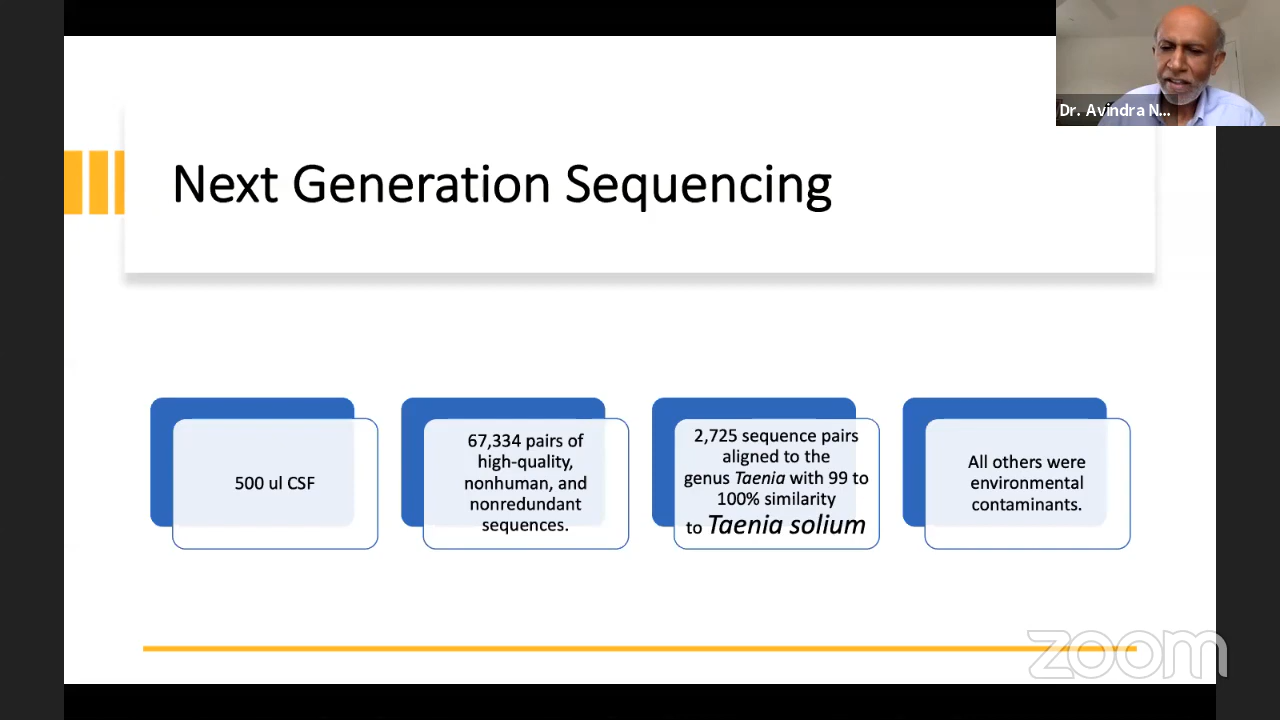 Dr. Avindra N...
Next Generation Sequencing
500 ul CSF
67,334 pairs of
high-quality,
nonhuman, and
nonredundant
sequences.
2,725 sequence pairs
aligned to the
genus Taenia with 99 to
100% similarity
to Taenia solium
All others were
environmental
contaminants.
zoom